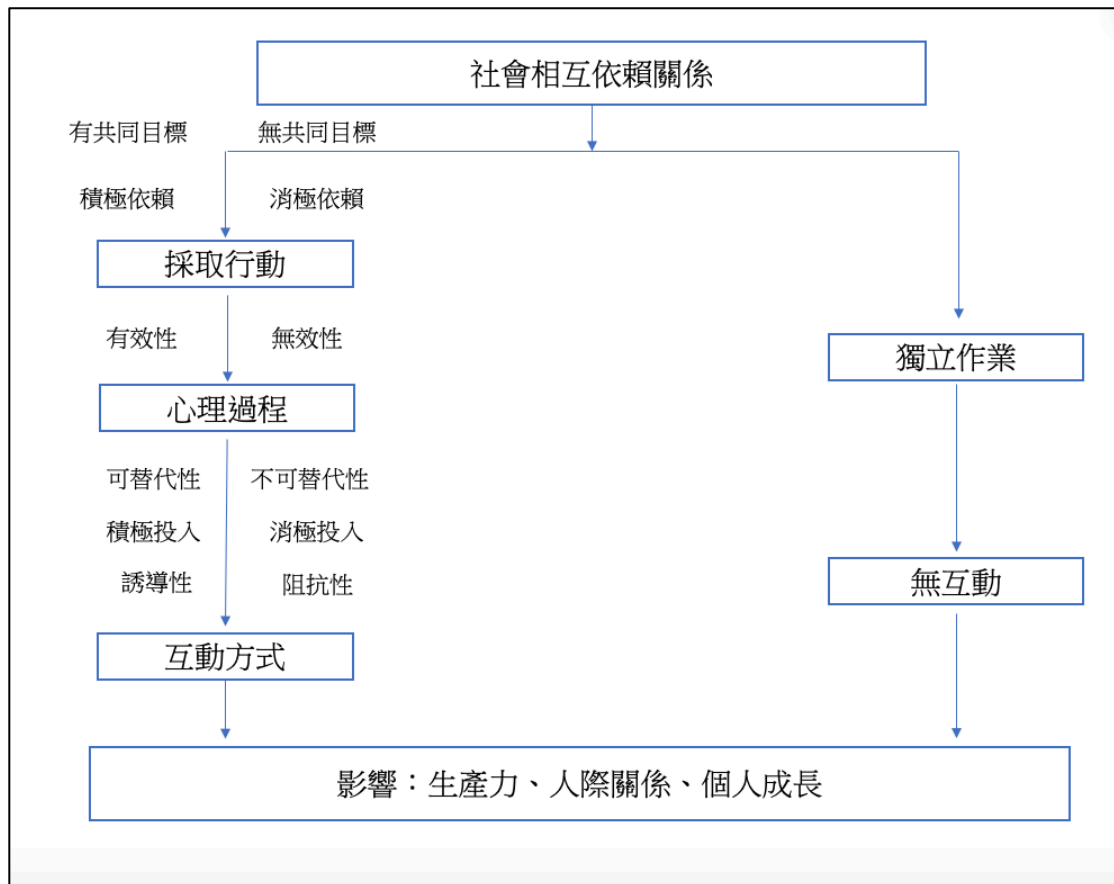 社會相互依賴關係
有共同目標 無共同目標
積極依賴 消極依賴
採取行動
有效性 無效性
獨立作業
心理過程
可替代性 不可替代性
積極投入 消極投入
誘導性 阻抗性
無互動
互動方式
影響：生產力、人際關係、個人成長